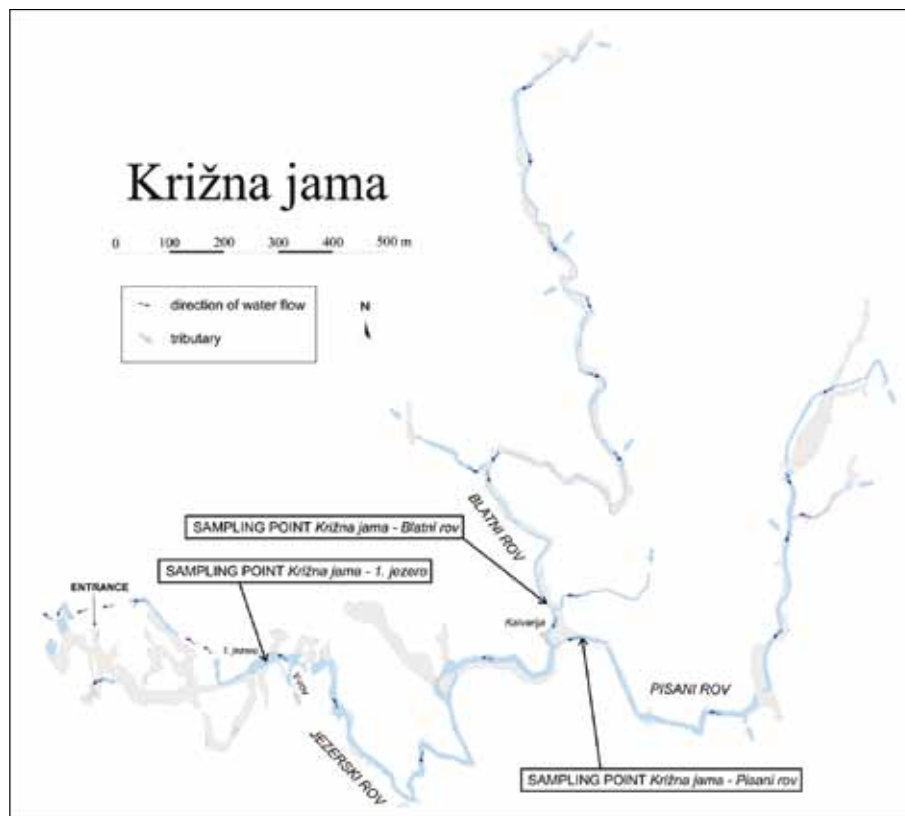 Križna jama
0 100 200 300 400 500 m
direction of water flow
tributary
N
BLATNI ROV
SAMPLING POINT Križna jama - Blatni rov
SAMPLING POINT Križna jama - 1. jezero
ENTRANCE
Kalvarija
1. jezero
PISANI ROV
JEZERSKI ROV
SAMPLING POINT Križna jama - Pisani rov